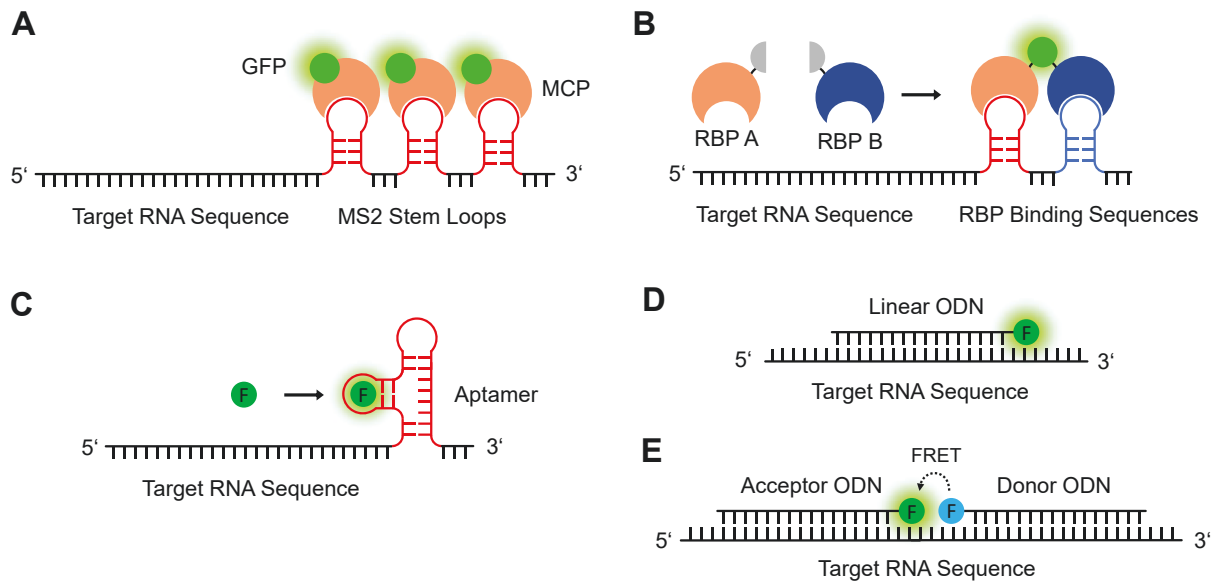 A
GFP
MCP
5‘
3‘
Target RNA Sequence
MS2 Stem Loops
B
RBP A
RBP B
5‘
3‘
Target RNA Sequence
RBP Binding Sequences
C
F
F
Aptamer
5‘
3‘
Target RNA Sequence
D
Linear ODN
F
5‘
3‘
Target RNA Sequence
E
FRET
Acceptor ODN
F
F
Donor ODN
5‘
3‘
Target RNA Sequence